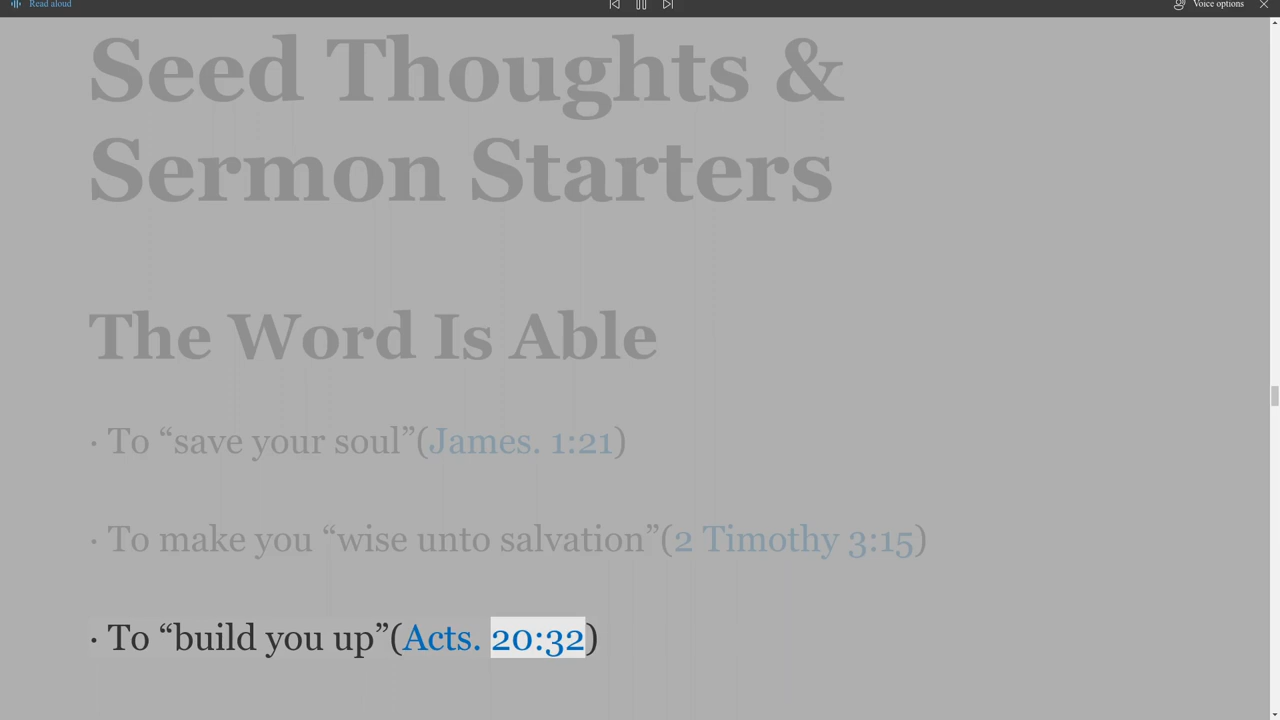 Read aloud
Voice options
Seed Thoughts &
Sermon Starters
The Word Is Able
· To “save your soul”(James. 1:21)
· To make you “wise unto salvation”(2 Timothy 3:15)
· To “build you up”(Acts. 20:32)